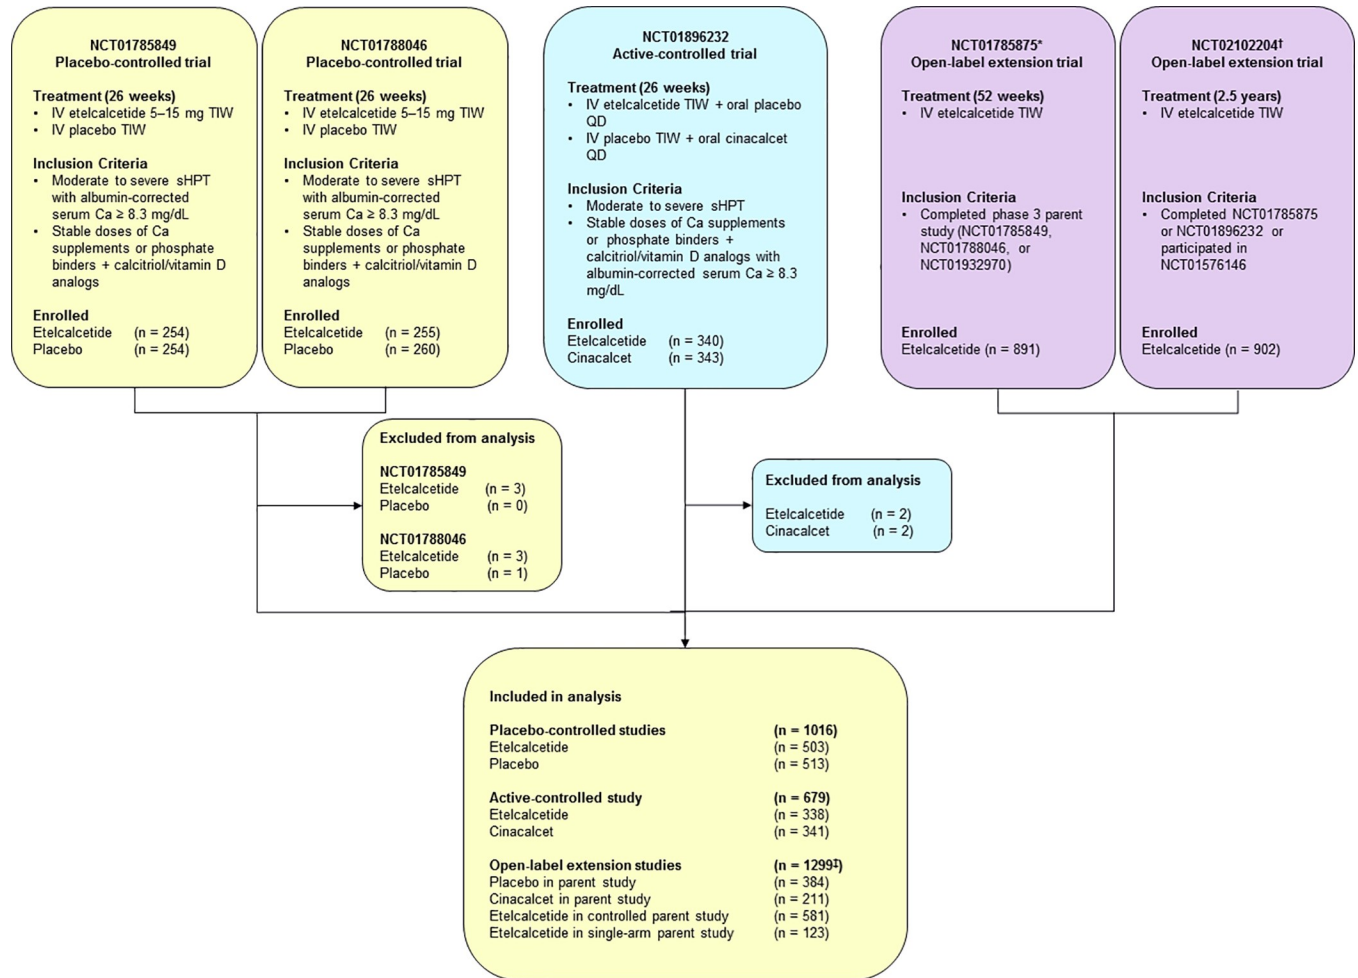 NCT01785849
Placebo-controlled trial
Treatment (26 weeks)
• IV etelcalcetide 5–15 mg TIW
• IV placebo TIW
Inclusion Criteria
• Moderate to severe sHPT
with albumin-corrected
serum Ca ≥ 8.3 mg/dL
• Stable doses of Ca
supplements or phosphate
binders + calcitriol/vitamin D
analogs
Enrolled
Etelcalcetide (n = 254)
Placebo (n = 254)
NCT01788046
Placebo-controlled trial
Treatment (26 weeks)
• IV etelcalcetide 5–15 mg TIW
• IV placebo TIW
Inclusion Criteria
• Moderate to severe sHPT
with albumin-corrected
serum Ca ≥ 8.3 mg/dL
• Stable doses of Ca
supplements or phosphate
binders + calcitriol/vitamin D
analogs
Enrolled
Etelcalcetide (n = 255)
Placebo (n = 260)
NCT01896232
Active-controlled trial
Treatment (26 weeks)
• IV etelcalcetide TIW + oral placebo
QD
• IV placebo TIW + oral cinacalcet
QD
Inclusion Criteria
• Moderate to severe sHPT
• Stable doses of Ca supplements
or phosphate binders +
calcitriol/vitamin D analogs with
albumin-corrected serum Ca ≥ 8.3
mg/dL
Enrolled
Etelcalcetide (n = 340)
Cinacalcet (n = 343)
NCT01785875*
Open-label extension trial
Treatment (52 weeks)
• IV etelcalcetide TIW
Inclusion Criteria
• Completed phase 3 parent
study (NCT01785849,
NCT01788046, or
NCT01932970)
Enrolled
Etelcalcetide (n = 891)
NCT02102204†
Open-label extension trial
Treatment (2.5 years)
• IV etelcalcetide TIW
Inclusion Criteria
• Completed NCT01785875
or NCT01896232 or
participated in
NCT01576146
Enrolled
Etelcalcetide (n = 902)
Excluded from analysis
NCT01785849
Etelcalcetide (n = 3)
Placebo (n = 0)
NCT01788046
Etelcalcetide (n = 3)
Placebo (n = 1)
Excluded from analysis
Etelcalcetide (n = 2)
Cinacalcet (n = 2)
Included in analysis
Placebo-controlled studies (n = 1016)
Etelcalcetide (n = 503)
Placebo (n = 513)
Active-controlled study (n = 679)
Etelcalcetide (n = 338)
Cinacalcet (n = 341)
Open-label extension studies (n = 1299‡)
Placebo in parent study (n = 384)
Cinacalcet in parent study (n = 211)
Etelcalcetide in controlled parent study (n = 581)
Etelcalcetide in single-arm parent study (n = 123)